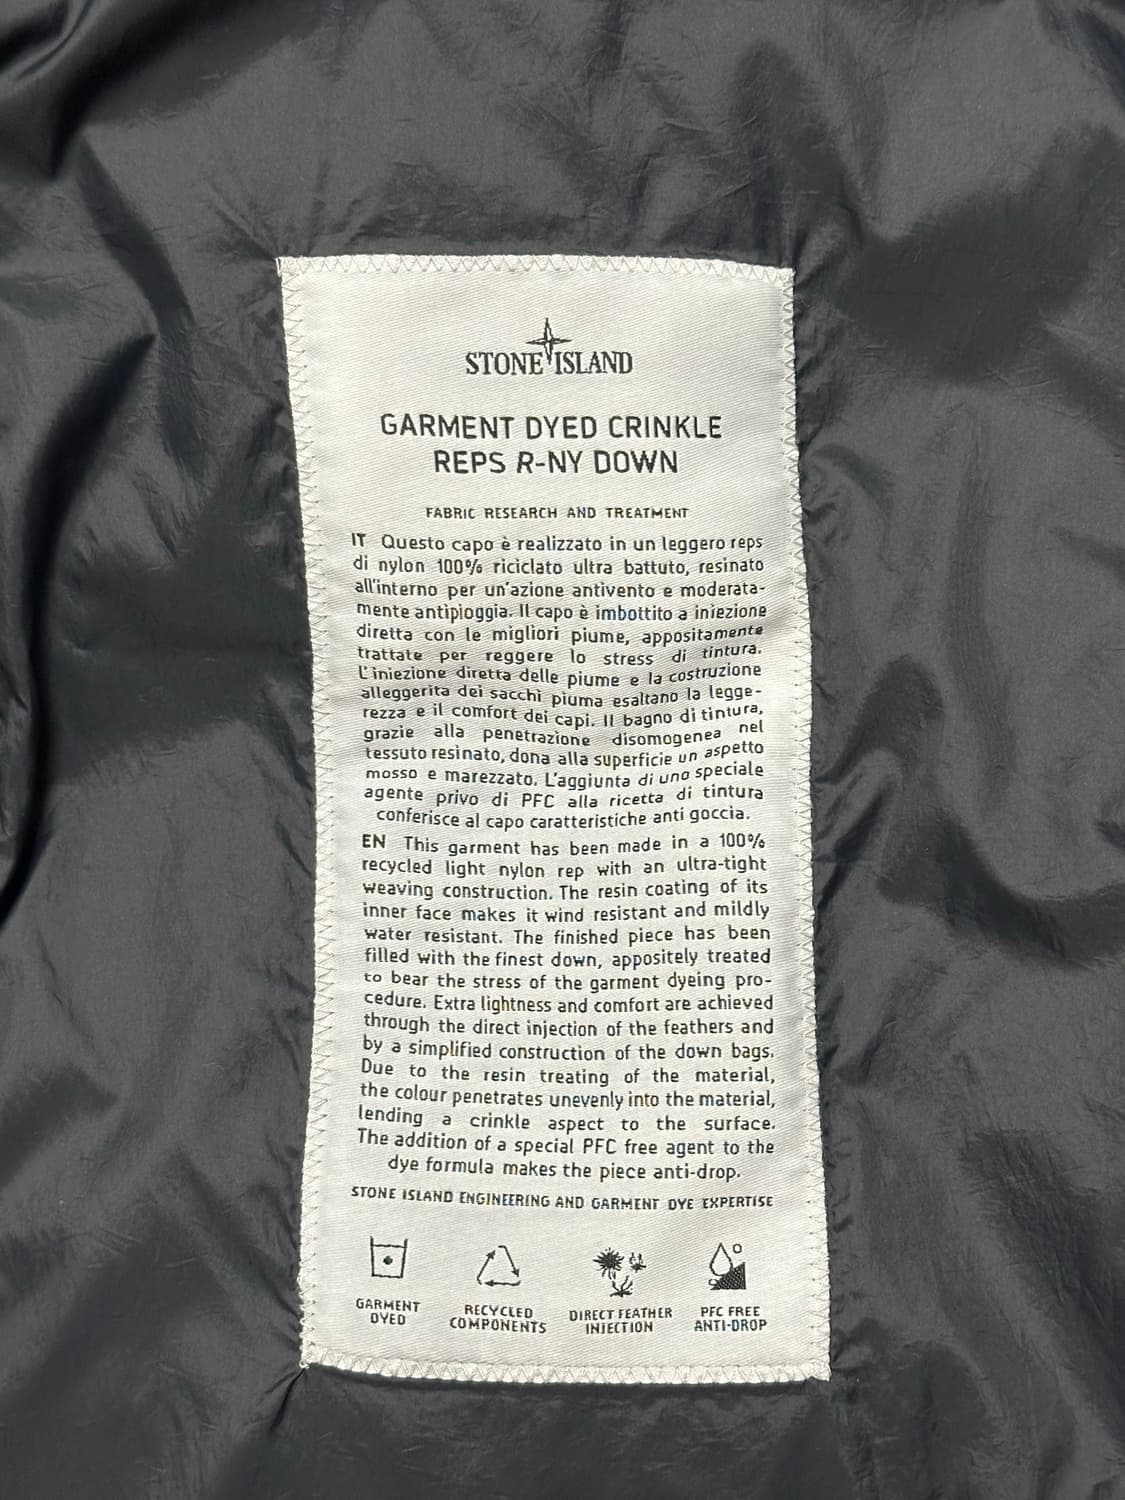 STONE ISLAND
GARMENT DYED CRINKLE
REPS R-NY DOWN
FABRIC RESEARCH AND TREATMENT
IT Questo capo è realizzato in un leggero reps
di nylon 100% riciclato ultra battuto, resinato
all'interno per un'azione antivento e moderata-
mente antipioggia. Il capo è imbottito a iniezione
diretta con le migliori piume, appositamente
trattate per reggere lo stress di tintura.
L'iniezione diretta delle piume e la costruzione
alleggerita dei sacchi piuma esaltano la legge-
rezza e il comfort dei capi. Il bagno di tintura,
grazie alla penetrazione disomogenea nel
tessuto resinato, dona alla superficie un aspetto
mosso e marezzato. L'aggiunta di uno speciale
agente privo di PFC alla ricetta di tintura
conferisce al capo caratteristiche anti goccia.
EN This garment has been made in a 100%
recycled light nylon rep with an ultra-tight
weaving construction. The resin coating of its
inner face makes it wind resistant and mildly
water resistant. The finished piece has been
filled with the finest down, appositely treated
to bear the stress of the garment dyeing pro-
cedure. Extra lightness and comfort are achieved
through the direct injection of the feathers and
by a simplified construction of the down bags.
Due to the resin treating of the material,
the colour penetrates unevenly into the material,
lending a crinkle aspect to the surface.
The addition of a special PFC free agent to the
dye formula makes the piece anti-drop.
STONE ISLAND ENGINEERING AND GARMENT DYE EXPERTISE
GARMENT
DYED
RECYCLED
COMPONENTS
DIRECT FEATHER
INJECTION
PFC FREE
ANTI-DROP